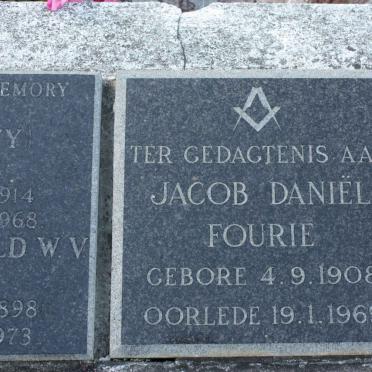 EMORY
Y
914
968
LD W V
898
973
TER GEDAGTENIS AA
JACOB DANIËL
FOURIE
GEBORE 4.9.1908
OORLEDE 19.1.196